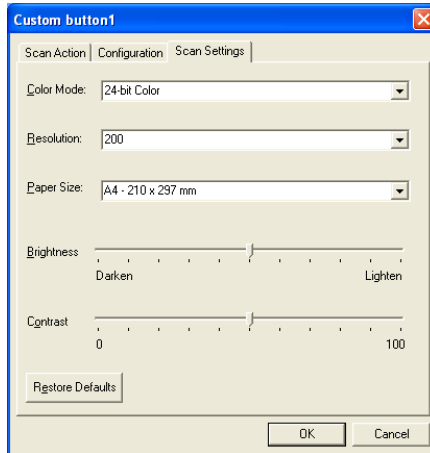 Custom button1
Scan Action Configuration Scan Settings
Color Mode: 24-bit Color
Resolution: 200
Paper Size: A4 - 210 x 297 mm
Brightness
Darken Lighten
Contrast
0 100
Restore Defaults
OK Cancel